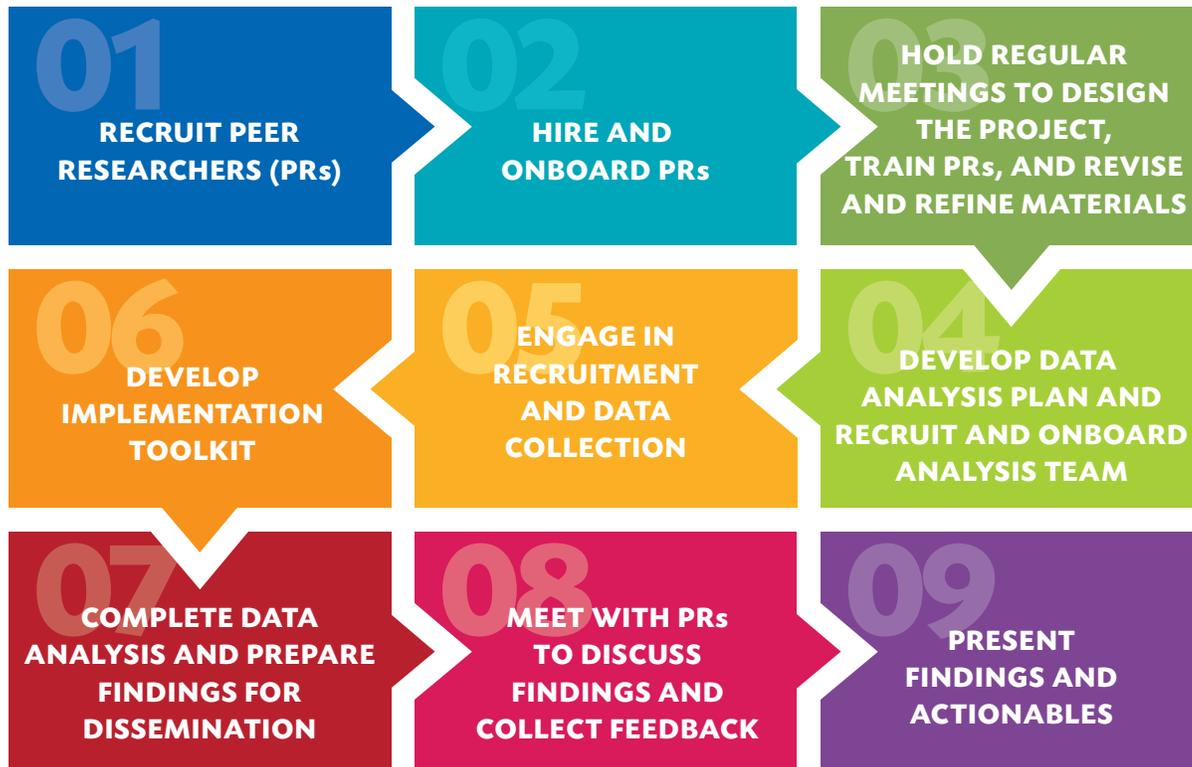 01
RECRUIT PEER
RESEARCHERS (PRs)
02
HIRE AND
ONBOARD PRs
03
HOLD REGULAR
MEETINGS TO DESIGN
THE PROJECT,
TRAIN PRs, AND REVISE
AND REFINE MATERIALS
04
DEVELOP DATA
ANALYSIS PLAN AND
RECRUIT AND ONBOARD
ANALYSIS TEAM
05
ENGAGE IN
RECRUITMENT
AND DATA
COLLECTION
06
DEVELOP
IMPLEMENTATION
TOOLKIT
07
COMPLETE DATA
ANALYSIS AND PREPARE
FINDINGS FOR
DISSEMINATION
08
MEET WITH PRs
TO DISCUSS
FINDINGS AND
COLLECT FEEDBACK
09
PRESENT
FINDINGS AND
ACTIONABLES